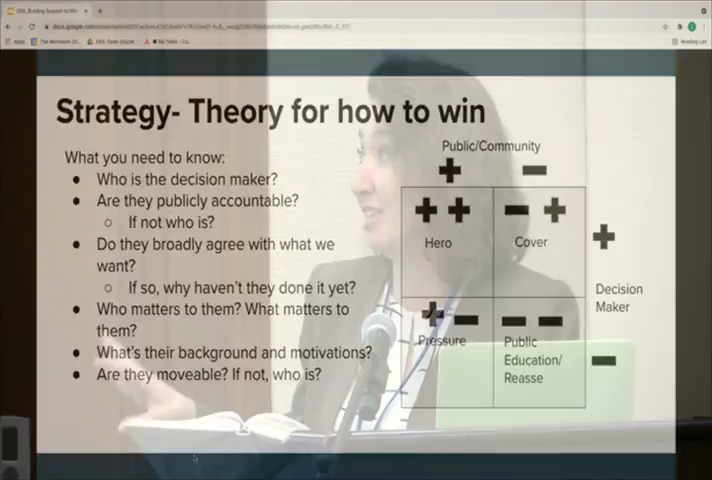 Strategy- Theory for how to win
What you need to know:
Who is the decision maker?
Are they publicly accountable?
If not who is?
Do they broadly agree with what we
want?
If so, why haven't they done it yet?
Who matters to them? What matters to
them?
What's their background and motivations?
Are they moveable? If not, who is?
Public/Community
+ −
+ + − +
Hero Cover
+
Decision
Maker
+ − − −
Pressure
Public
Education/
Reasse
−
Reading List
Apps